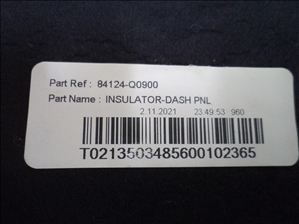 Part Ref : 84124-Q0900
Part Name : INSULATOR-DASH PNL
2.11.2021 23:49:53 960
T0213503485600102365